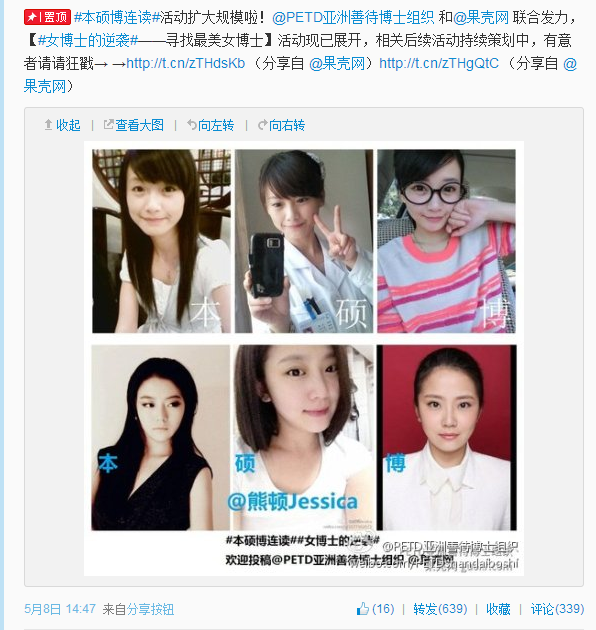 置顶 #本硕博连读#活动扩大规模啦！@PETD亚洲善待博士组织 和@果壳网 联合发力，
【#女博士的逆袭#——寻找最美女博士】活动现已展开，相关后续活动持续策划中，有意
者请请狂戳→ →http://t.cn/zTHdsKb （分享自 @果壳网）http://t.cn/zTHgQtC （分享自 @
果壳网）
收起 | 查看大图 | 向左转 | 向右转
本 硕 博
本 硕 博
@熊顿Jessica
#本硕博连读##女博士的逆袭#
@PETD亚洲善待博士组织
欢迎投稿@PETD亚洲善待博士组织 @果壳网
5月8日 14:47 来自分享按钮
(16) | 转发(639) | 收藏 | 评论(339)